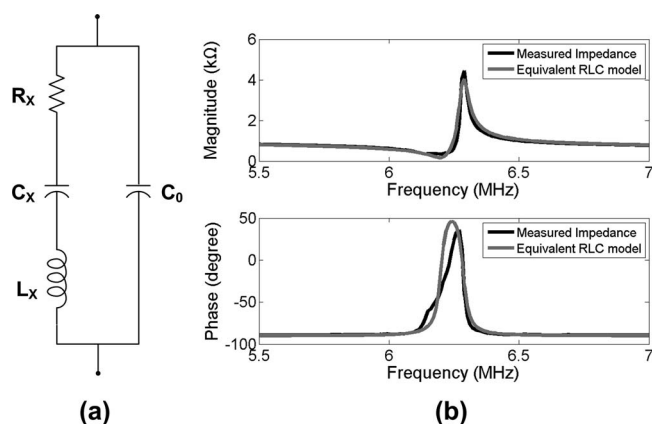 R_X
C_X
C_0
L_X
(a)
Magnitude (kΩ)
6
4
2
0
5.5
6
6.5
7
Frequency (MHz)
Measured Impedance
Equivalent RLC model
Phase (degree)
50
0
-50
-100
5.5
6
6.5
7
Frequency (MHz)
Measured Impedance
Equivalent RLC model
(b)